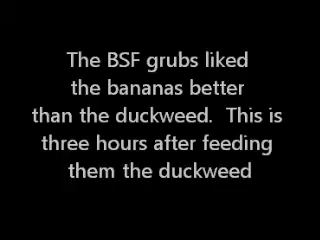 The BSF grubs liked
the bananas better
than the duckweed.  This is
three hours after feeding
them the duckweed